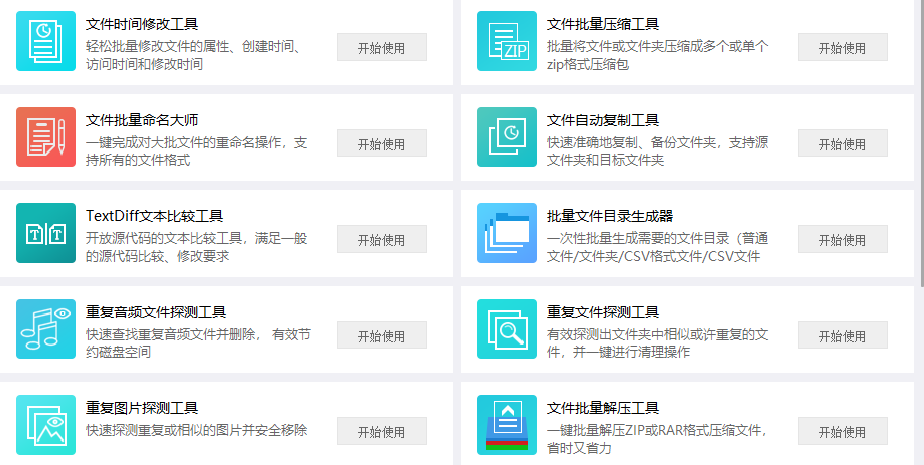 文件时间修改工具
轻松批量修改文件的属性、创建时间、
访问时间和修改时间
开始使用
文件批量压缩工具
批量将文件或文件夹压缩成多个或单个
zip格式压缩包
开始使用
ZIP
文件批量命名大师
一键完成对大批文件的重命名操作，支
持所有的文件格式
开始使用
文件自动复制工具
快速准确地复制、备份文件夹，支持源
文件夹和目标文件夹
开始使用
TextDiff文本比较工具
开放源代码的文本比较工具，满足一般
的源代码比较、修改要求
开始使用
T T
批量文件目录生成器
一次性批量生成需要的文件目录（普通
文件/文件夹/CSV格式文件/CSV文件
开始使用
重复音频文件探测工具
快速查找重复音频文件并删除， 有效节
约磁盘空间
开始使用
重复文件探测工具
有效探测出文件夹中相似或许重复的文
件，并一键进行清理操作
开始使用
重复图片探测工具
快速探测重复或相似的图片并安全移除
开始使用
文件批量解压工具
一键批量解压ZIP或RAR格式压缩文件，
省时又省力
开始使用